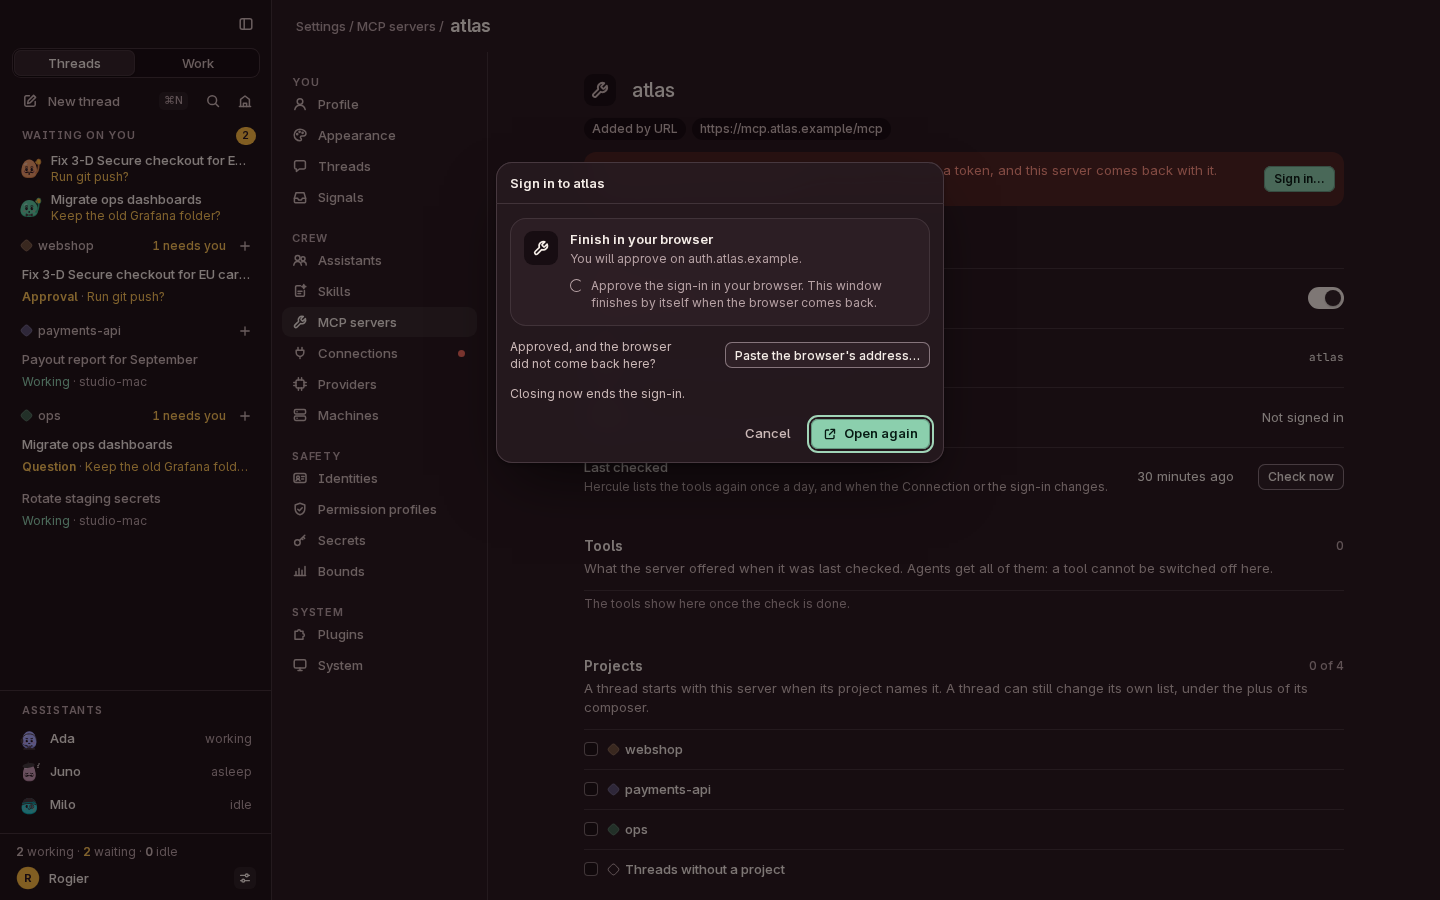 Settings / MCP servers / atlas
Threads
Work
New thread
⌘N
WAITING ON YOU
2
Fix 3-D Secure checkout for E…
Run git push?
Migrate ops dashboards
Keep the old Grafana folder?
webshop
1 needs you
Fix 3-D Secure checkout for EU car…
Approval · Run git push?
payments-api
Payout report for September
Working · studio-mac
ops
1 needs you
Migrate ops dashboards
Question · Keep the old Grafana fold…
Rotate staging secrets
Working · studio-mac
ASSISTANTS
Ada
working
Juno
asleep
Milo
idle
2 working · 2 waiting · 0 idle
R
Rogier
YOU
Profile
Appearance
Threads
Signals
CREW
Assistants
Skills
MCP servers
Connections
Providers
Machines
SAFETY
Identities
Permission profiles
Secrets
Bounds
SYSTEM
Plugins
System
atlas
Added by URL
https://mcp.atlas.example/mcp
a token, and this server comes back with it.
Sign in…
Sign in to atlas
Finish in your browser
You will approve on auth.atlas.example.
Approve the sign-in in your browser. This window
finishes by itself when the browser comes back.
Approved, and the browser
did not come back here?
Paste the browser's address…
Closing now ends the sign-in.
Cancel
Open again
atlas
Not signed in
Last checked
Hercule lists the tools again once a day, and when the Connection or the sign-in changes.
30 minutes ago
Check now
Tools
0
What the server offered when it was last checked. Agents get all of them: a tool cannot be switched off here.
The tools show here once the check is done.
Projects
0 of 4
A thread starts with this server when its project names it. A thread can still change its own list, under the plus of its
composer.
webshop
payments-api
ops
Threads without a project